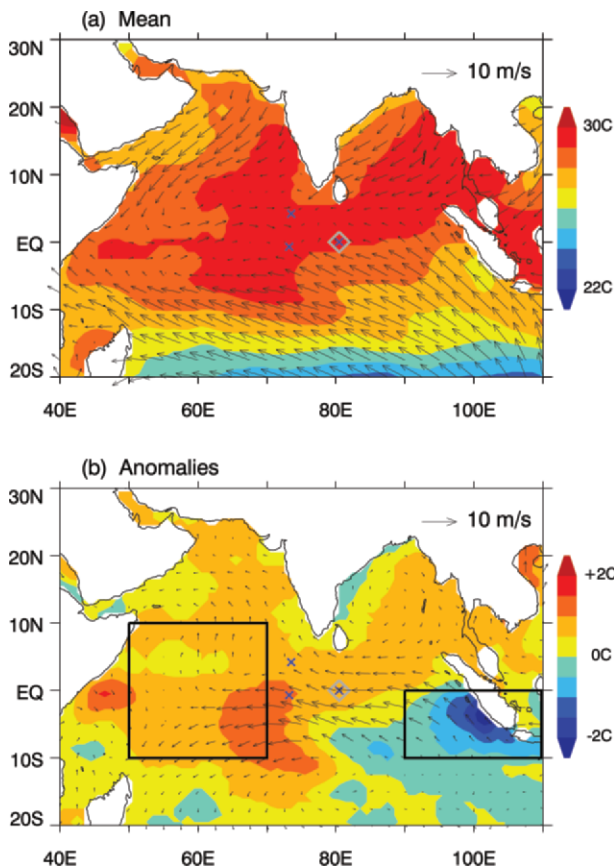 (a) Mean
30N
10 m/s
20N
30C
10N
EQ
10S
22C
20S
40E
60E
80E
100E
(b) Anomalies
30N
10 m/s
20N
+2C
10N
EQ
0C
10S
-2C
20S
40E
60E
80E
100E